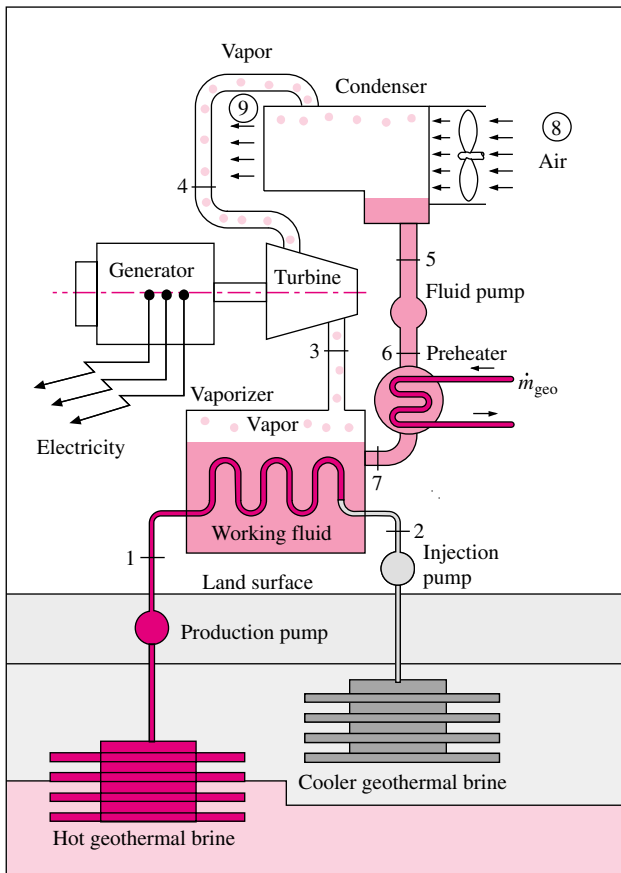 Vapor
Condenser
9
8
Air
4
5
Generator
Turbine
Fluid pump
3
6
Preheater
ṁgeo
Vaporizer
Vapor
Electricity
7
Working fluid
2
1
Injection
pump
Land surface
Production pump
Cooler geothermal brine
Hot geothermal brine